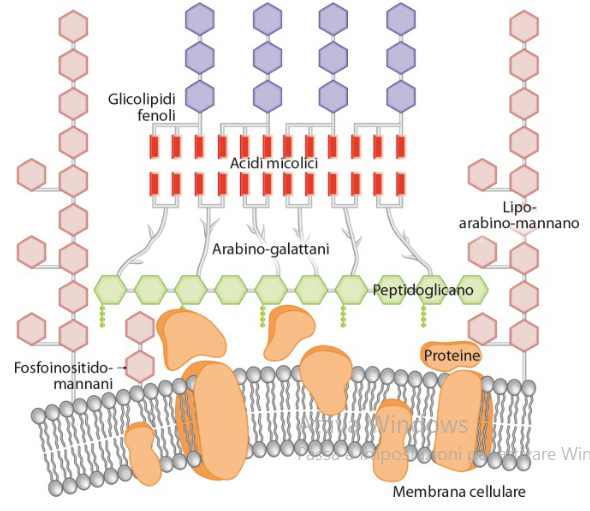 Glicolipidi
fenoli
Acidi micolici
Lipo-
arabino-mannano
Arabino-galattani
Peptidoglicano
Proteine
Fosfoinositido-
mannani
Attiva Windows
Passa a Impostazioni per attivare Win
Membrana cellulare